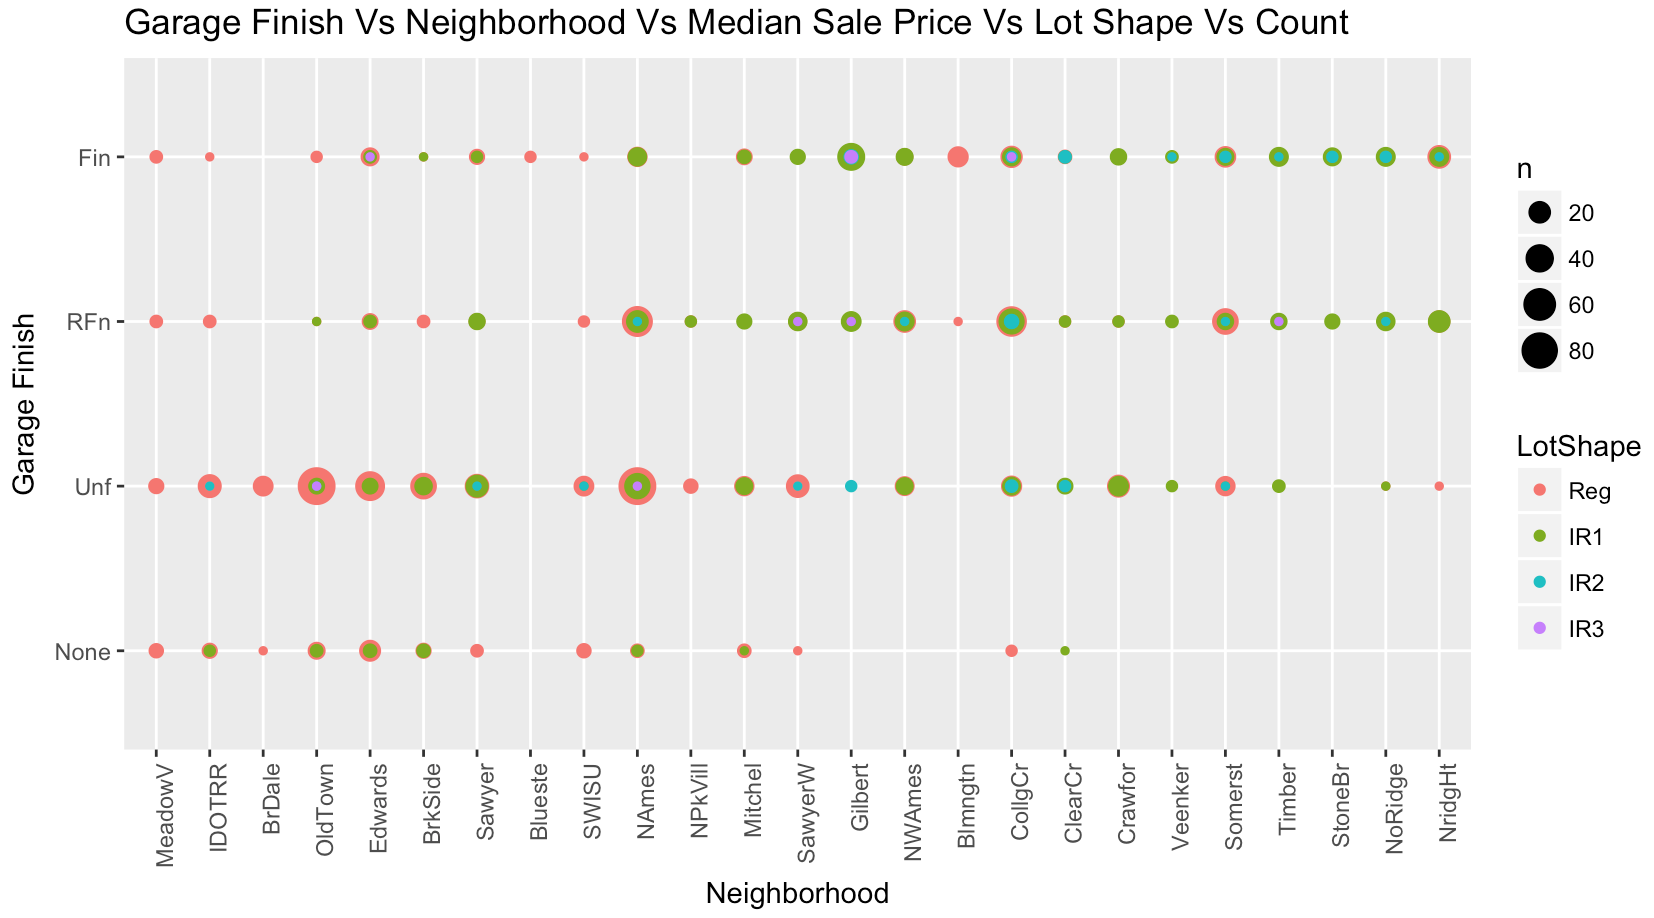 Garage Finish Vs Neighborhood Vs Median Sale Price Vs Lot Shape Vs Count
Garage Finish
Fin
RFn
Unf
None
MeadowV
IDOTRR
BrDale
OldTown
Edwards
BrkSide
Sawyer
Blueste
SWISU
NAmes
NPkVill
Mitchel
SawyerW
Gilbert
NWAmes
Blmngtn
CollgCr
ClearCr
Crawfor
Veenker
Somerst
Timber
StoneBr
NoRidge
NridgHt
Neighborhood
n
20
40
60
80
LotShape
Reg
IR1
IR2
IR3